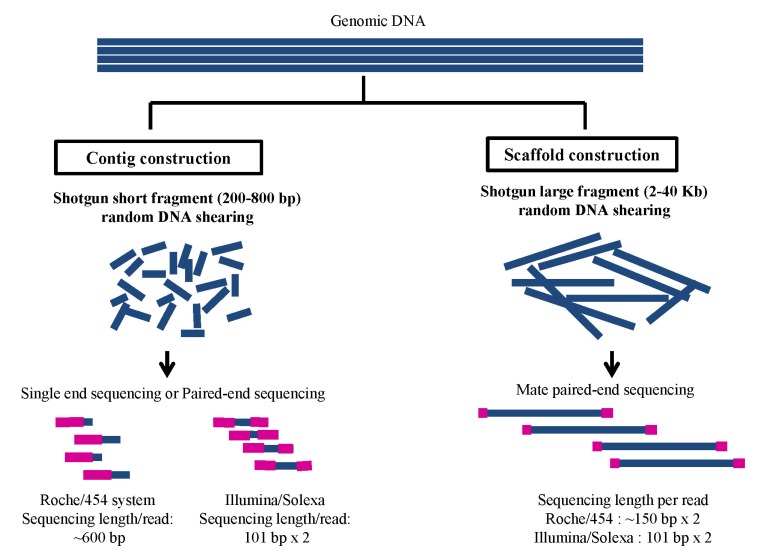 Genomic DNA
Contig construction
Shotgun short fragment (200-800 bp)
random DNA shearing
Single end sequencing or Paired-end sequencing
Roche/454 system
Sequencing length/read:
~600 bp
Illumina/Solexa
Sequencing length/read:
101 bp x 2
Scaffold construction
Shotgun large fragment (2-40 Kb)
random DNA shearing
Mate paired-end sequencing
Sequencing length per read
Roche/454 : ~150 bp x 2
Illumina/Solexa : 101 bp x 2